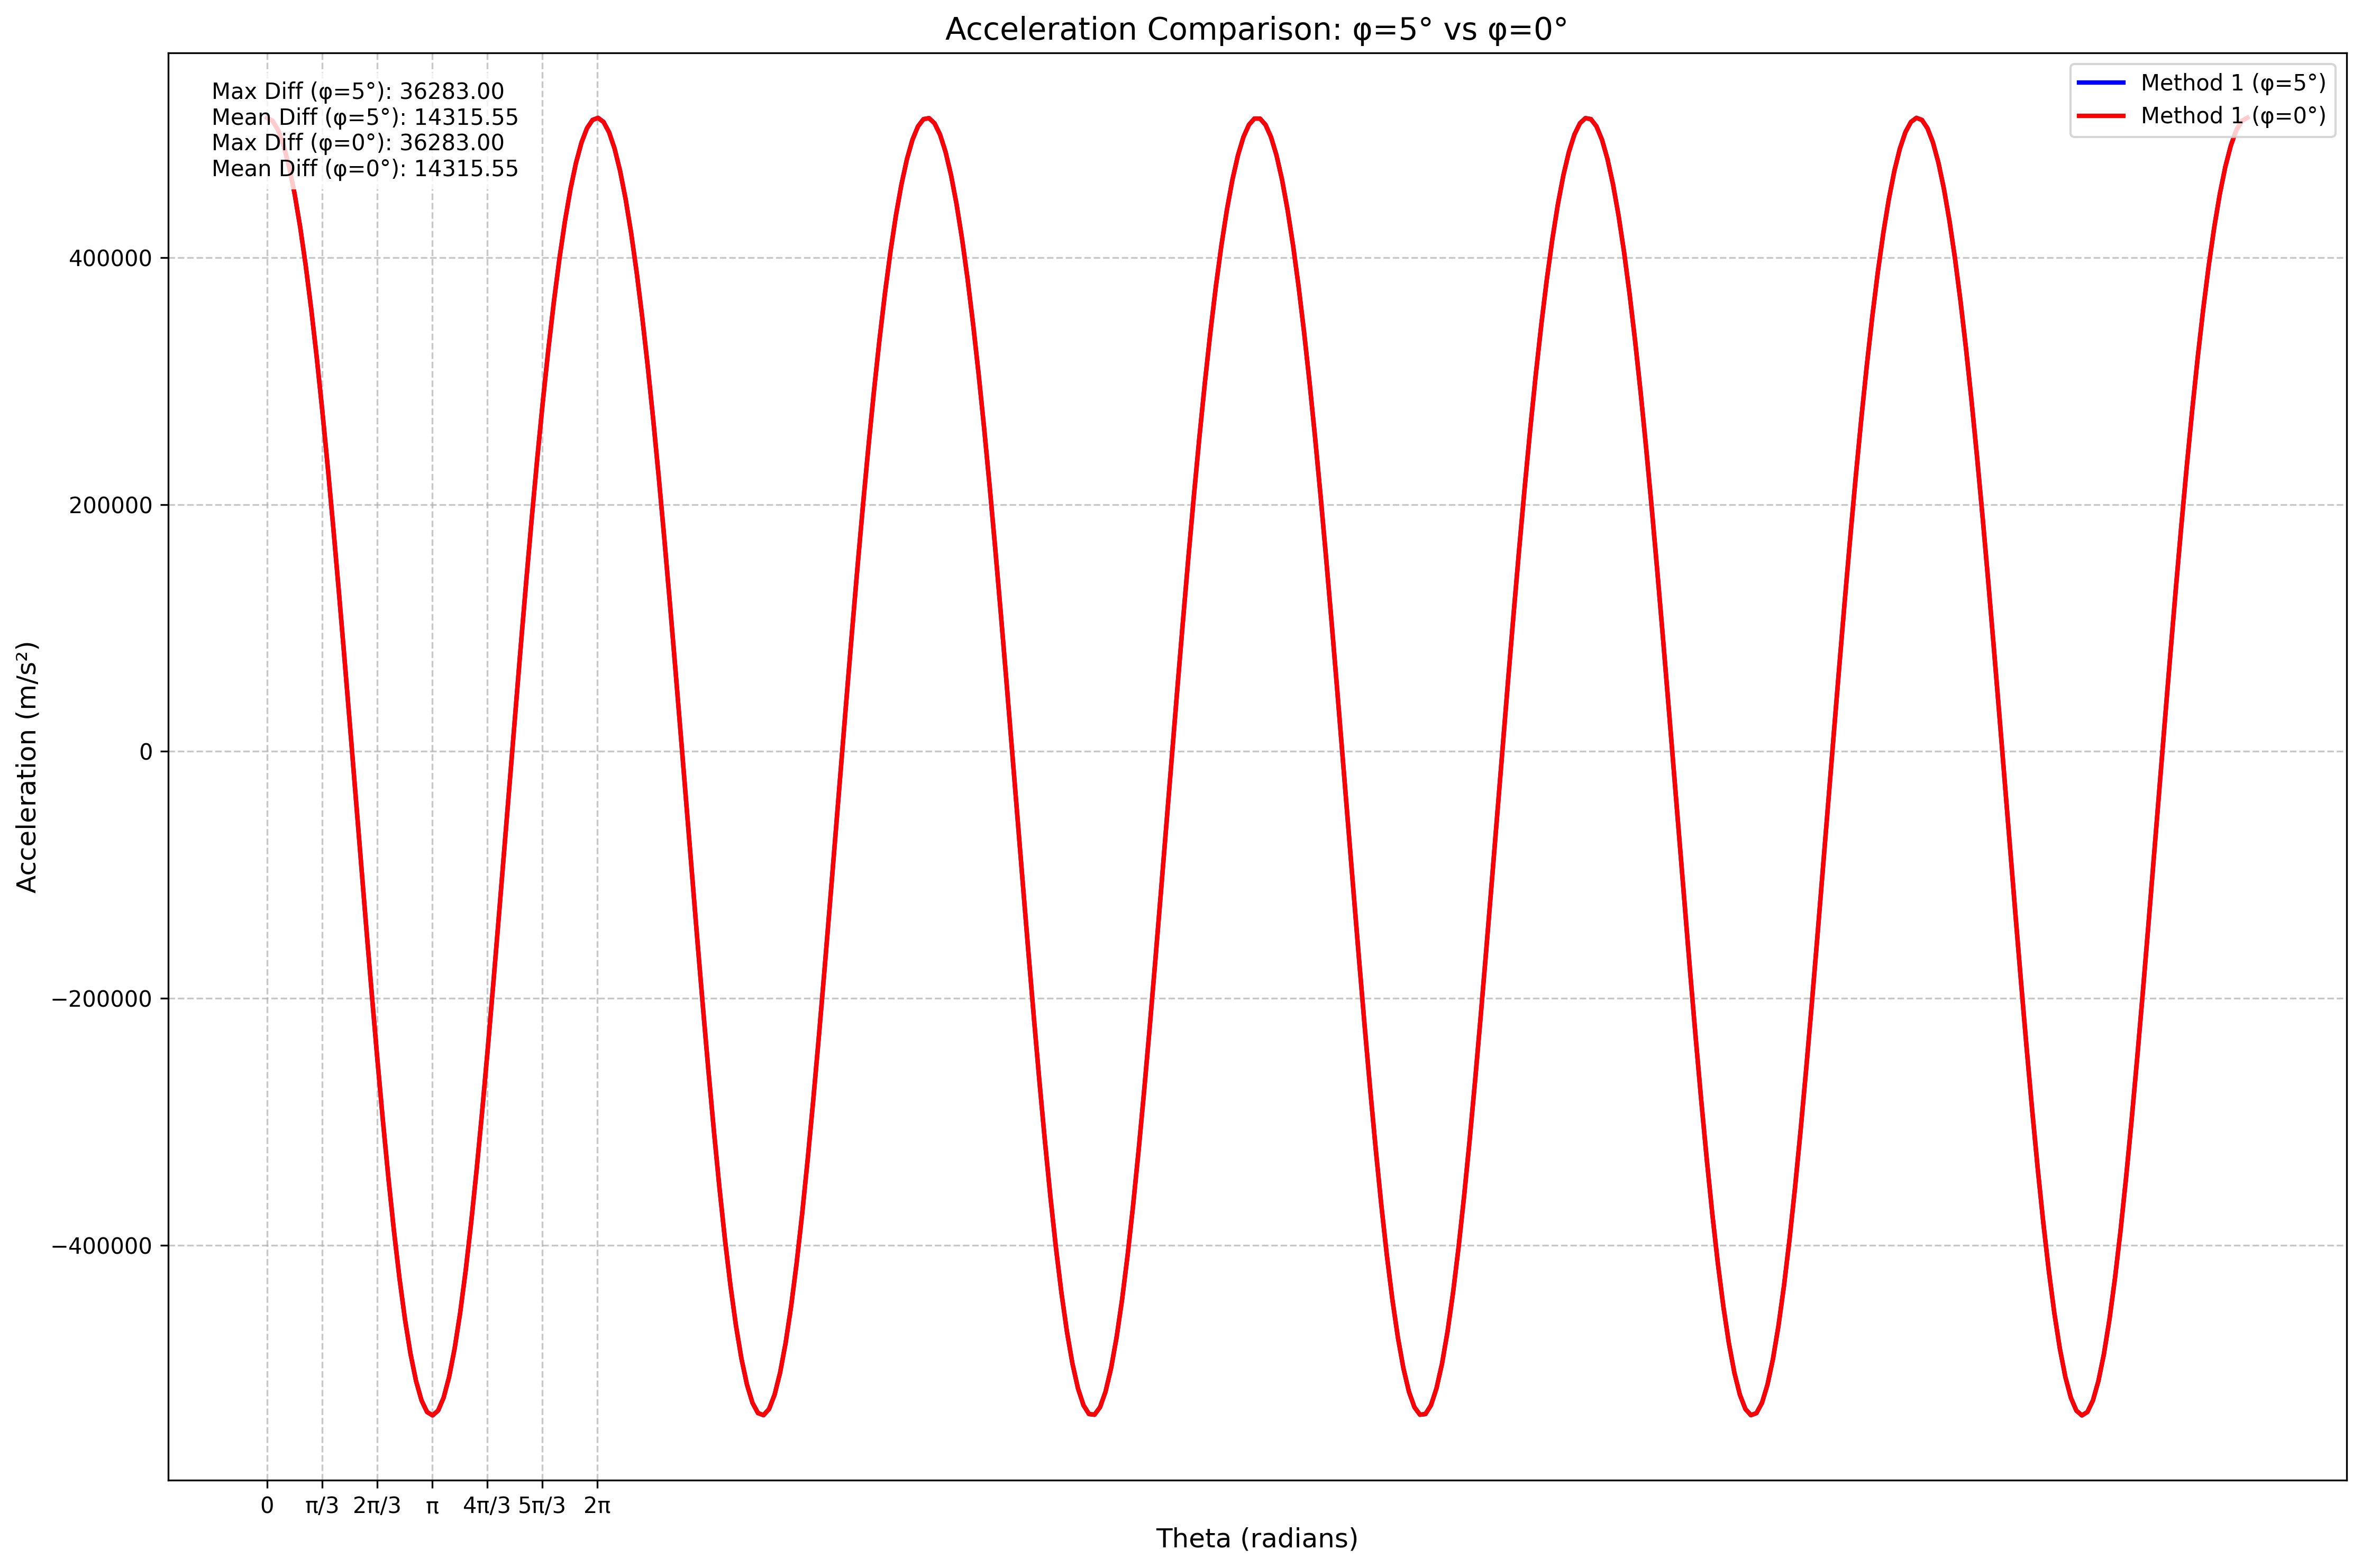 Acceleration Comparison: φ=5° vs φ=0°
Max Diff (φ=5°): 36283.00
Mean Diff (φ=5°): 14315.55
Max Diff (φ=0°): 36283.00
Mean Diff (φ=0°): 14315.55
Method 1 (φ=5°)
Method 1 (φ=0°)
Acceleration (m/s²)
400000
200000
0
−200000
−400000
0 π/3 2π/3 π 4π/3 5π/3 2π
Theta (radians)